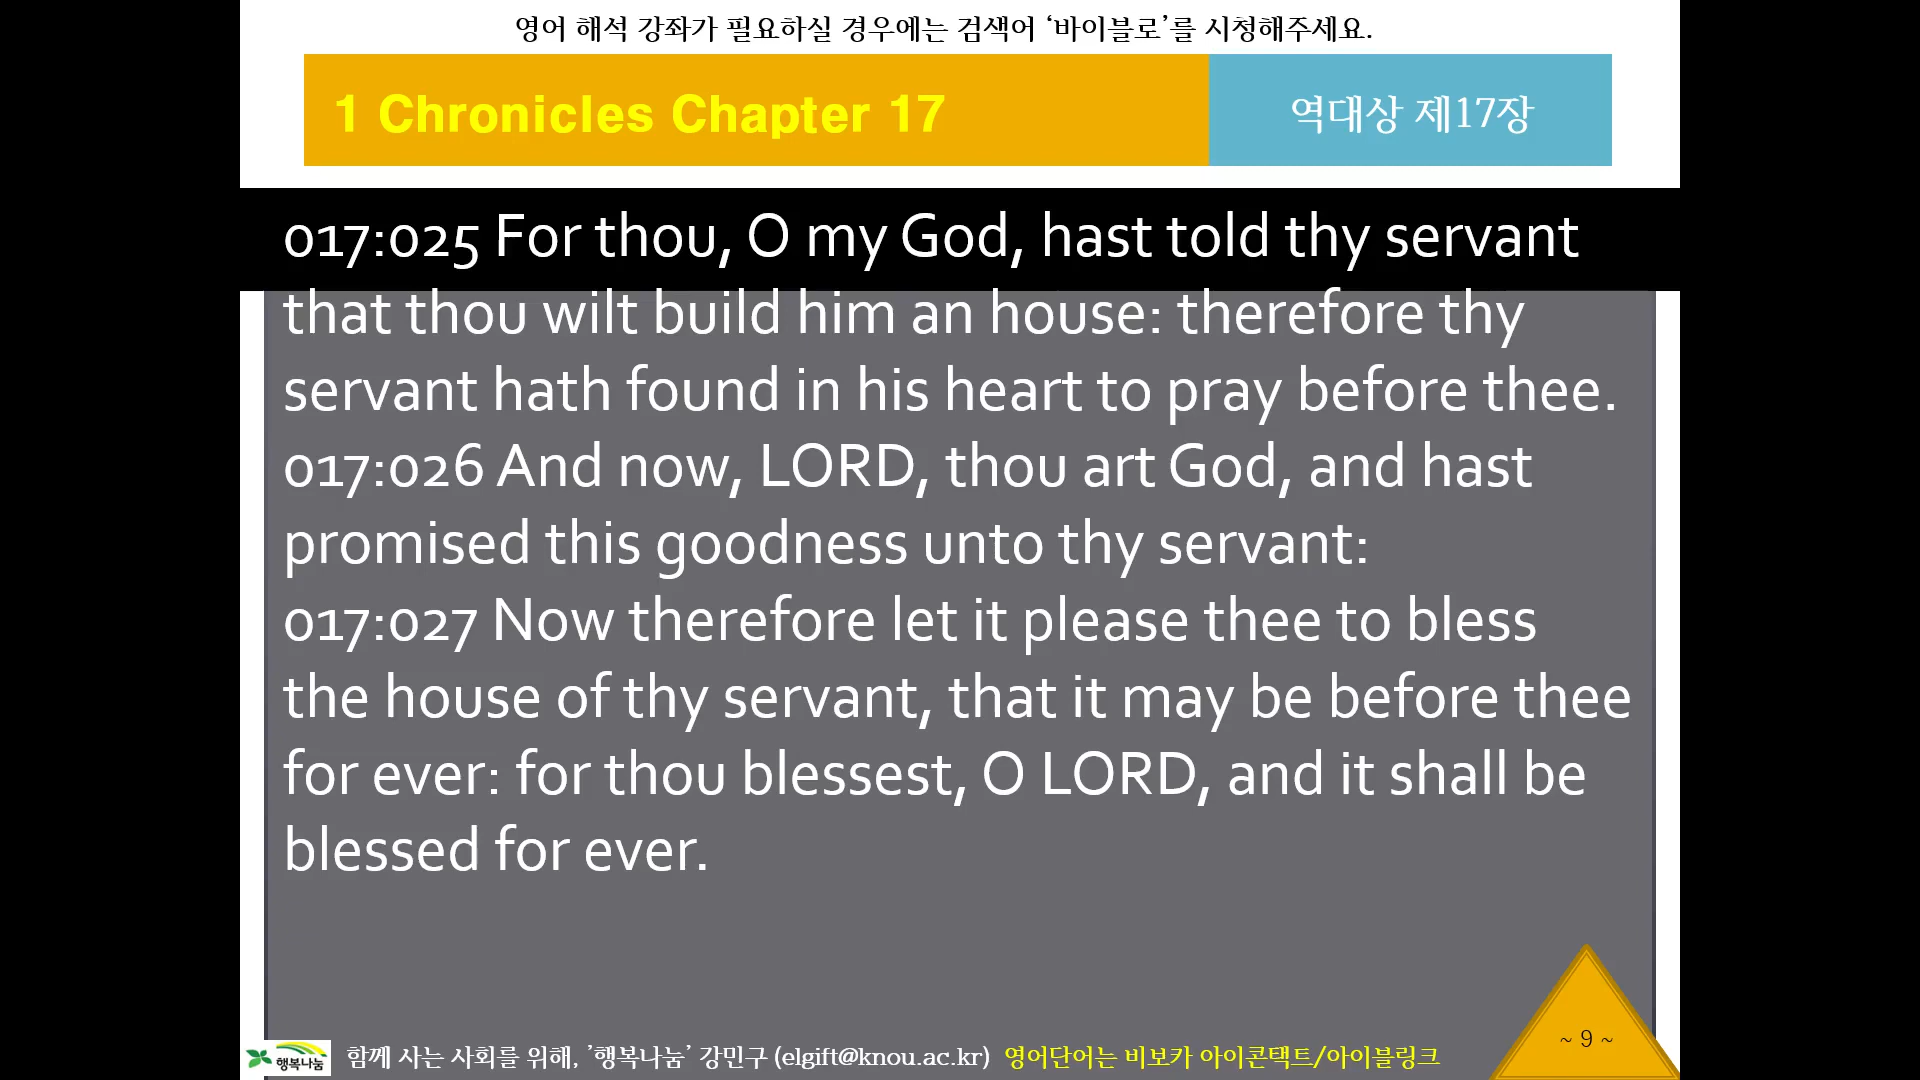 영어 해석 강좌가 필요하실 경우에는 검색어 ‘바이블로’를 시청해주세요.
1 Chronicles Chapter 17
역대상 제17장
017:025 For thou, O my God, hast told thy servant
that thou wilt build him an house: therefore thy
servant hath found in his heart to pray before thee.
017:026 And now, LORD, thou art God, and hast
promised this goodness unto thy servant:
017:027 Now therefore let it please thee to bless
the house of thy servant, that it may be before thee
for ever: for thou blessest, O LORD, and it shall be
blessed for ever.
~ 9 ~
행복나눔 함께 사는 사회를 위해, ’행복나눔’ 강민구 (elgift@knou.ac.kr) 영어단어는 비보카 아이콘택트/아이블링크